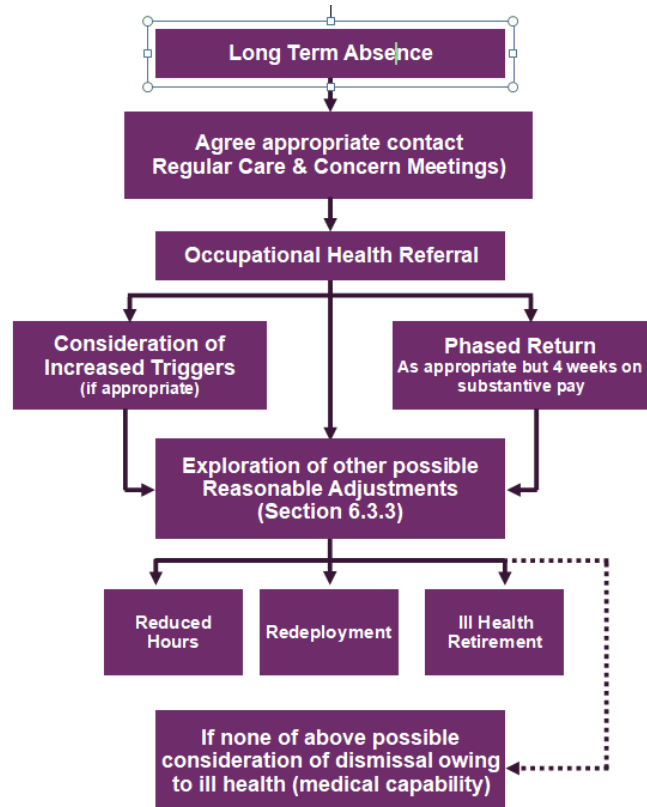 Long Term Absence
Agree appropriate contact
Regular Care & Concern Meetings)
Occupational Health Referral
Consideration of
Increased Triggers
(if appropriate)
Phased Return
As appropriate but 4 weeks on
substantive pay
Exploration of other possible
Reasonable Adjustments
(Section 6.3.3)
Reduced
Hours
Redeployment
Ill Health
Retirement
If none of above possible
consideration of dismissal owing
to ill health (medical capability)